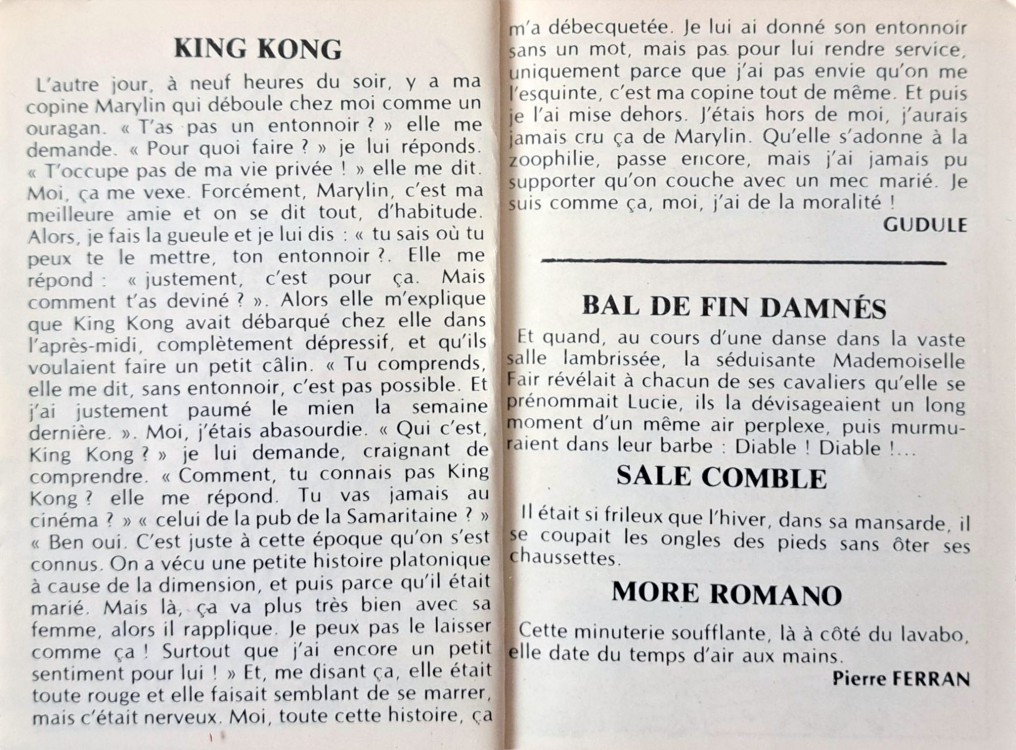 KING KONG
L'autre jour, à neuf heures du soir, y a ma
copine Marylin qui déboule chez moi comme un
ouragan. « T'as pas un entonnoir ? » elle me
demande. « Pour quoi faire ? » je lui réponds.
« T'occupe pas de ma vie privée ! » elle me dit.
Moi, ça me vexe. Forcément, Marylin, c'est ma
meilleure amie et on se dit tout, d'habitude.
Alors, je fais la gueule et je lui dis : « tu sais où tu
peux te le mettre, ton entonnoir ?. Elle me
répond : « justement, c'est pour ça. Mais
comment t'as deviné ? ». Alors elle m'explique
que King Kong avait débarqué chez elle dans
l'après-midi, complètement dépressif, et qu'ils
voulaient faire un petit câlin. « Tu comprends,
elle me dit, sans entonnoir, c'est pas possible. Et
j'ai justement paumé le mien la semaine
dernière. ». Moi, j'étais abasourdie. « Qui c'est,
King Kong ? » je lui demande, craignant de
comprendre. « Comment, tu connais pas King
Kong ? elle me répond. Tu vas jamais au
cinéma ? » « celui de la pub de la Samaritaine ? »
« Ben oui. C'est juste à cette époque qu'on s'est
connus. On a vécu une petite histoire platonique
à cause de la dimension, et puis parce qu'il était
marié. Mais là, ça va plus très bien avec sa
femme, alors il rapplique. Je peux pas le laisser
comme ça ! Surtout que j'ai encore un petit
sentiment pour lui ! » Et, me disant ça, elle était
toute rouge et elle faisait semblant de se marrer,
mais c'était nerveux. Moi, toute cette histoire, ça
m'a débecquetée. Je lui ai donné son entonnoir
sans un mot, mais pas pour lui rendre service,
uniquement parce que j'ai pas envie qu'on me
l'esquinte, c'est ma copine tout de même. Et puis
je l'ai mise dehors. J'étais hors de moi, j'aurais
jamais cru ça de Marylin. Qu'elle s'adonne à la
zoophilie, passe encore, mais j'ai jamais pu
supporter qu'on couche avec un mec marié. Je
suis comme ça, moi, j'ai de la moralité !
GUDULE
BAL DE FIN DAMNÉS
Et quand, au cours d'une danse dans la vaste
salle lambrissée, la séduisante Mademoiselle
Fair révélait à chacun de ses cavaliers qu'elle se
prénommait Lucie, ils la dévisageaient un long
moment d'un même air perplexe, puis murmu-
raient dans leur barbe : Diable ! Diable !...
SALE COMBLE
Il était si frileux que l'hiver, dans sa mansarde, il
se coupait les ongles des pieds sans ôter ses
chaussettes.
MORE ROMANO
Cette minuterie soufflante, là à côté du lavabo,
elle date du temps d'air aux mains.
Pierre FERRAN